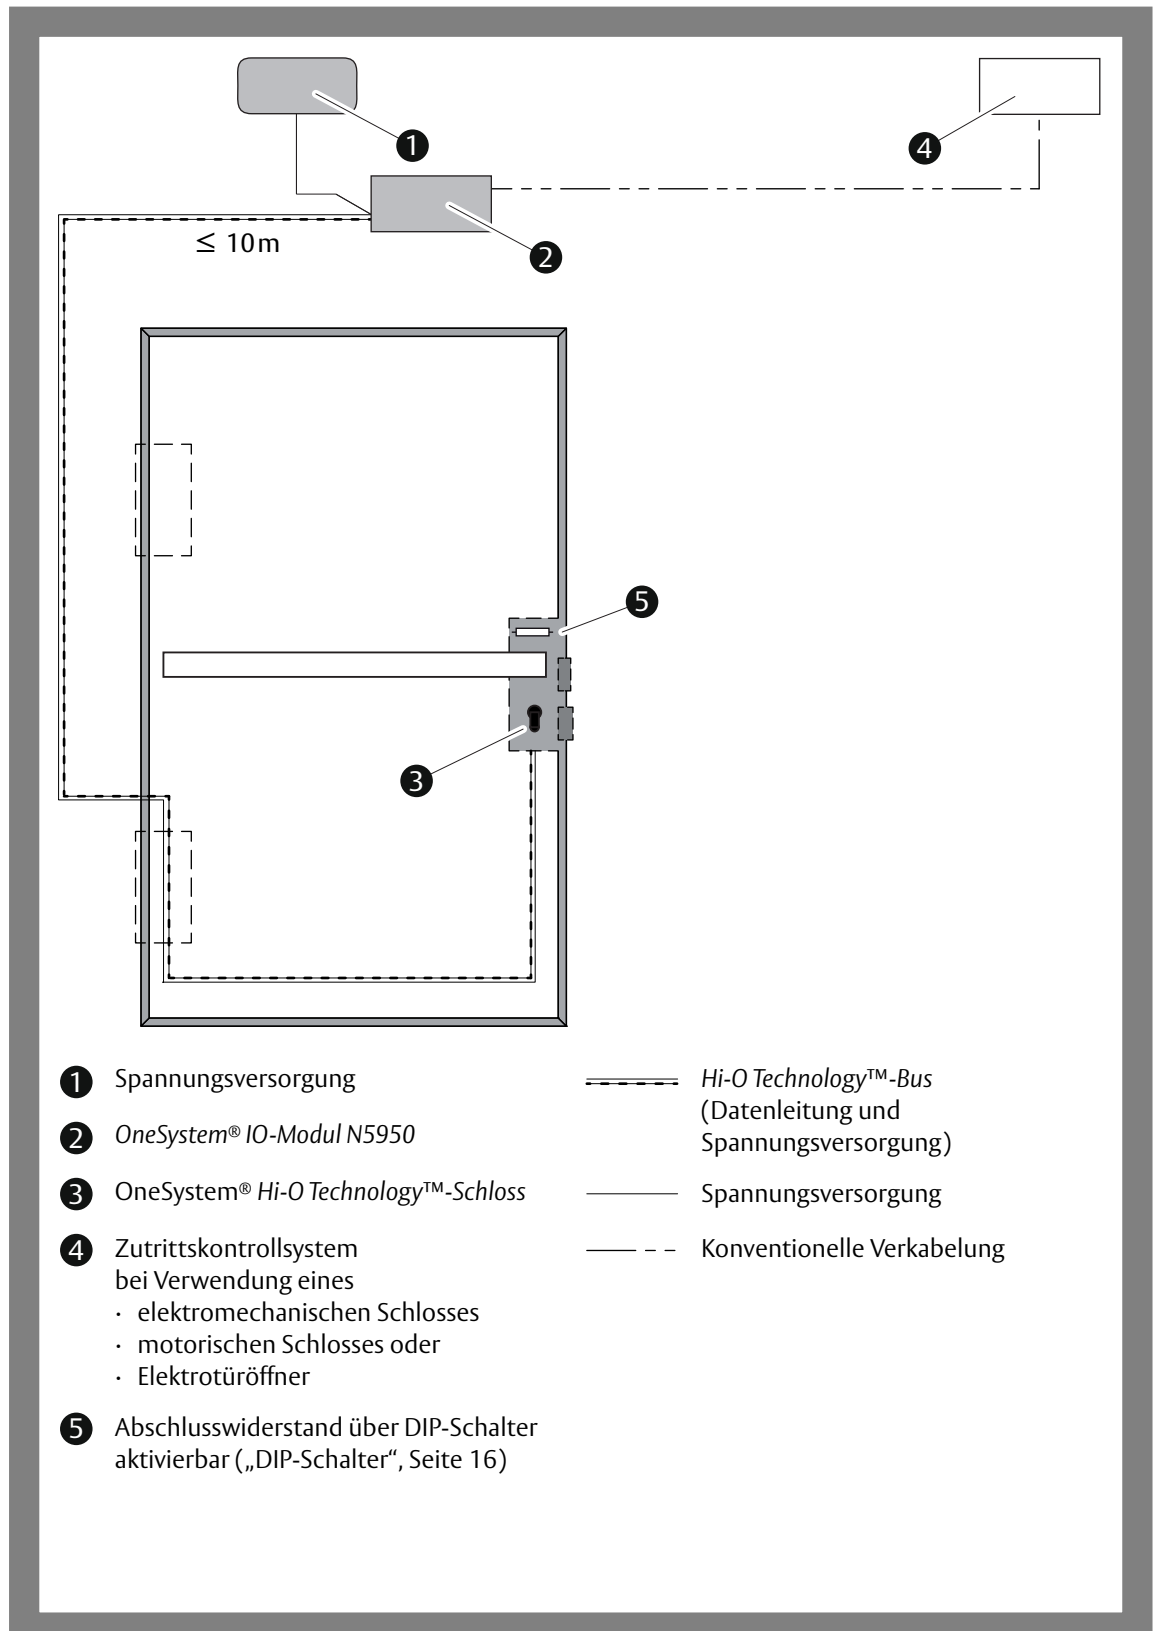 1
4
2
≤ 10 m
5
3
1 Spannungsversorgung
2 OneSystem® IO-Modul N5950
3 OneSystem® Hi-O Technology™-Schloss
4 Zutrittskontrollsystem
bei Verwendung eines
· elektromechanischen Schlosses
· motorischen Schlosses oder
· Elektrotüröffner
5 Abschlusswiderstand über DIP-Schalter
aktivierbar („DIP-Schalter“, Seite 16)
Hi-O Technology™-Bus
(Datenleitung und
Spannungsversorgung)
Spannungsversorgung
Konventionelle Verkabelung